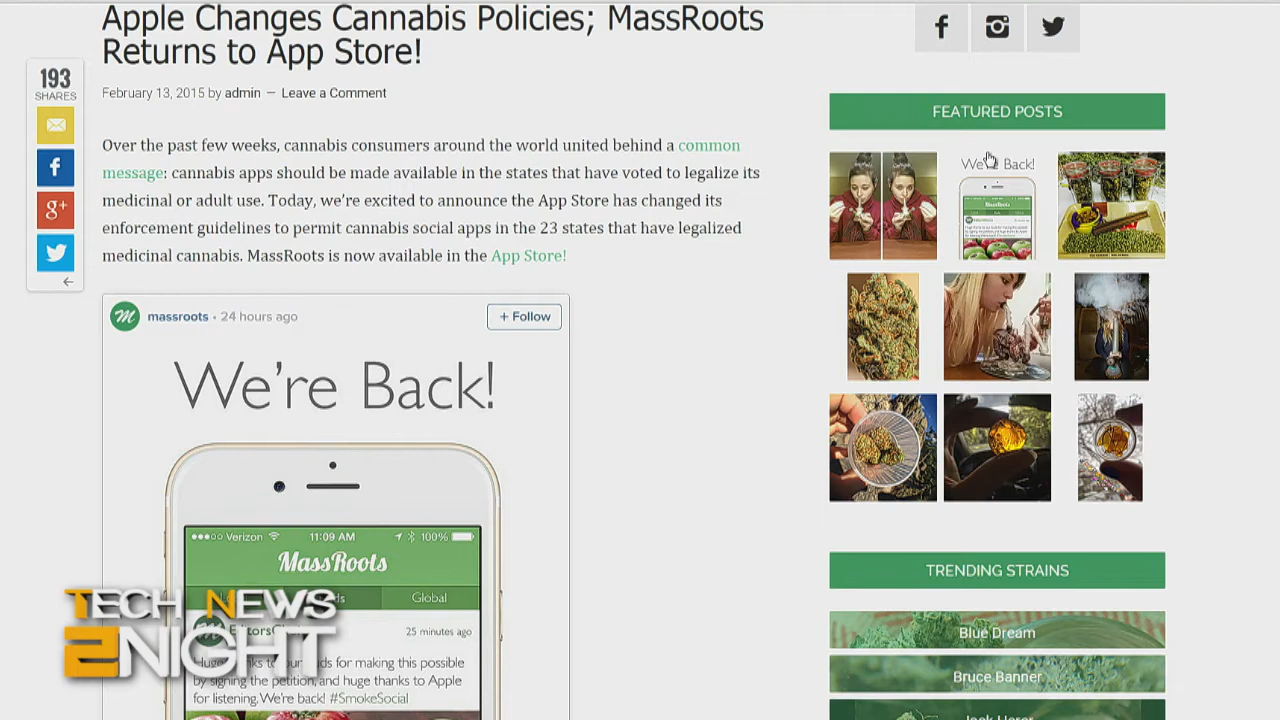 Apple Changes Cannabis Policies; MassRoots
Returns to App Store!
193
SHARES
February 13, 2015 by admin — Leave a Comment
Over the past few weeks, cannabis consumers around the world united behind a common
message: cannabis apps should be made available in the states that have voted to legalize its
medicinal or adult use. Today, we're excited to announce the App Store has changed its
enforcement guidelines to permit cannabis social apps in the 23 states that have legalized
medicinal cannabis. MassRoots is now available in the App Store!
massroots • 24 hours ago
+ Follow
We're Back!
Verizon 11:09 AM 100%
MassRoots
Global
25 minutes ago
for making this possible
by signing the petition, and huge thanks to Apple
for listening. We're back! #SmokeSocial
TECH NEWS
2NIGHT
FEATURED POSTS
We're Back!
MassRoots
TRENDING STRAINS
Blue Dream
Bruce Banner